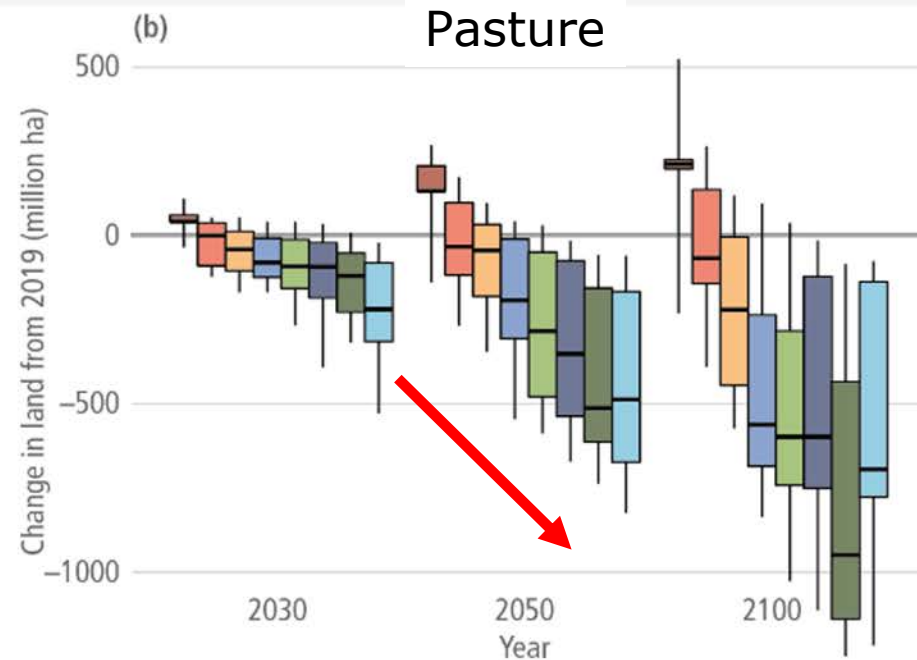 (b)
Pasture
Change in land from 2019 (million ha)
500
0
–500
–1000
2030 2050 2100
Year